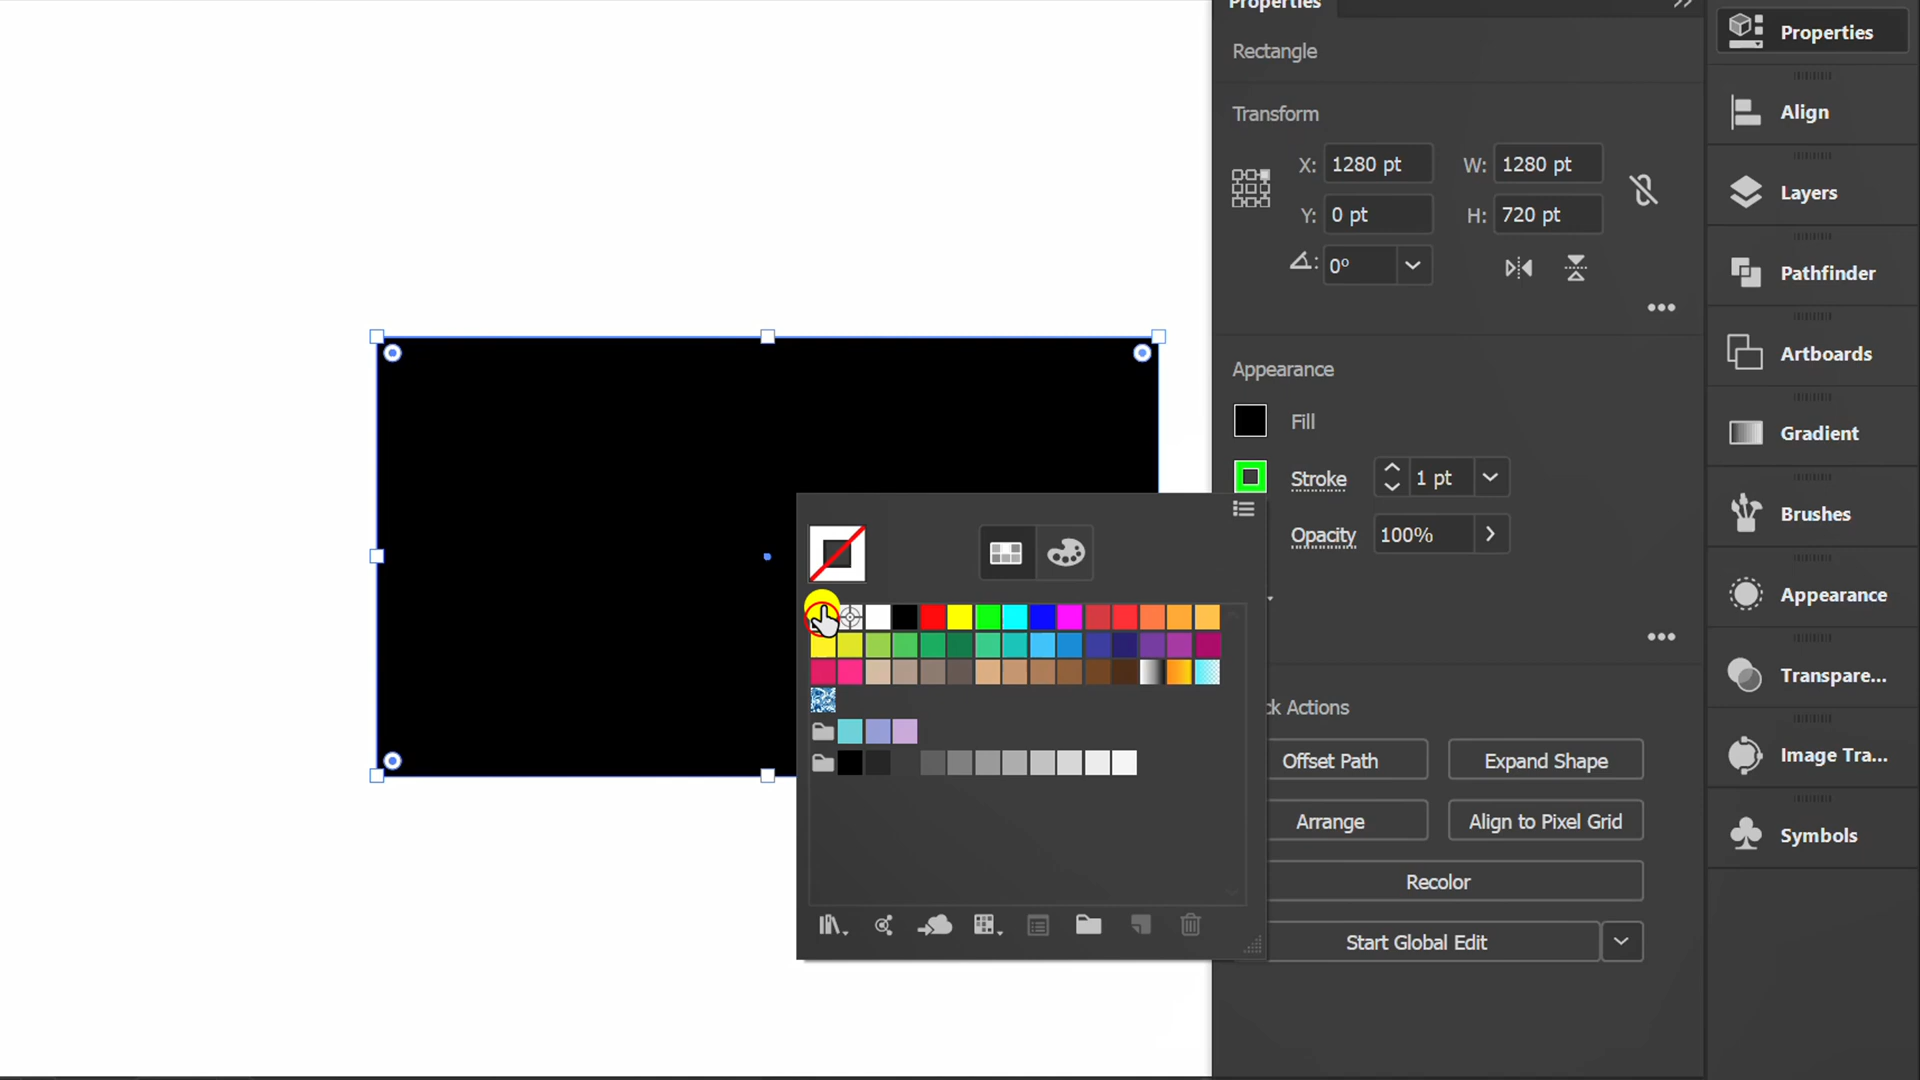 Properties
Rectangle
Transform
X: 1280 pt W: 1280 pt
Y: 0 pt H: 720 pt
0°
Appearance
Fill
Stroke 1 pt
Opacity 100%
ck Actions
Offset Path Expand Shape
Arrange Align to Pixel Grid
Recolor
Start Global Edit
Properties
Align
Layers
Pathfinder
Artboards
Gradient
Brushes
Appearance
Transpare...
Image Tra...
Symbols